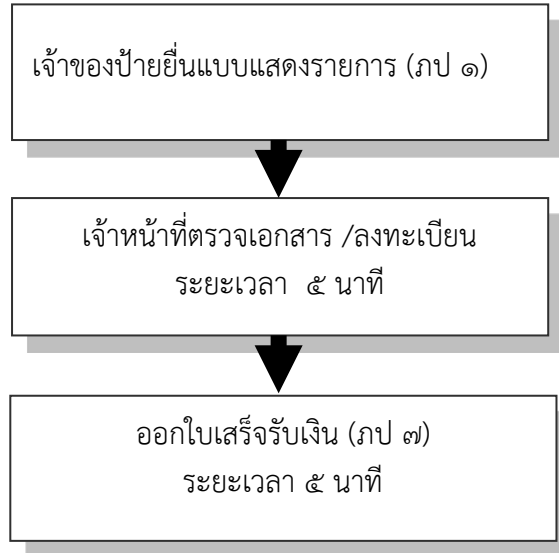 เจ้าของป้ายยื่นแบบแสดงรายการ (ภป ๑)
เจ้าหน้าที่ตรวจเอกสาร /ลงทะเบียน
ระยะเวลา ๕ นาที
ออกใบเสร็จรับเงิน (ภป ๗)
ระยะเวลา ๕ นาที